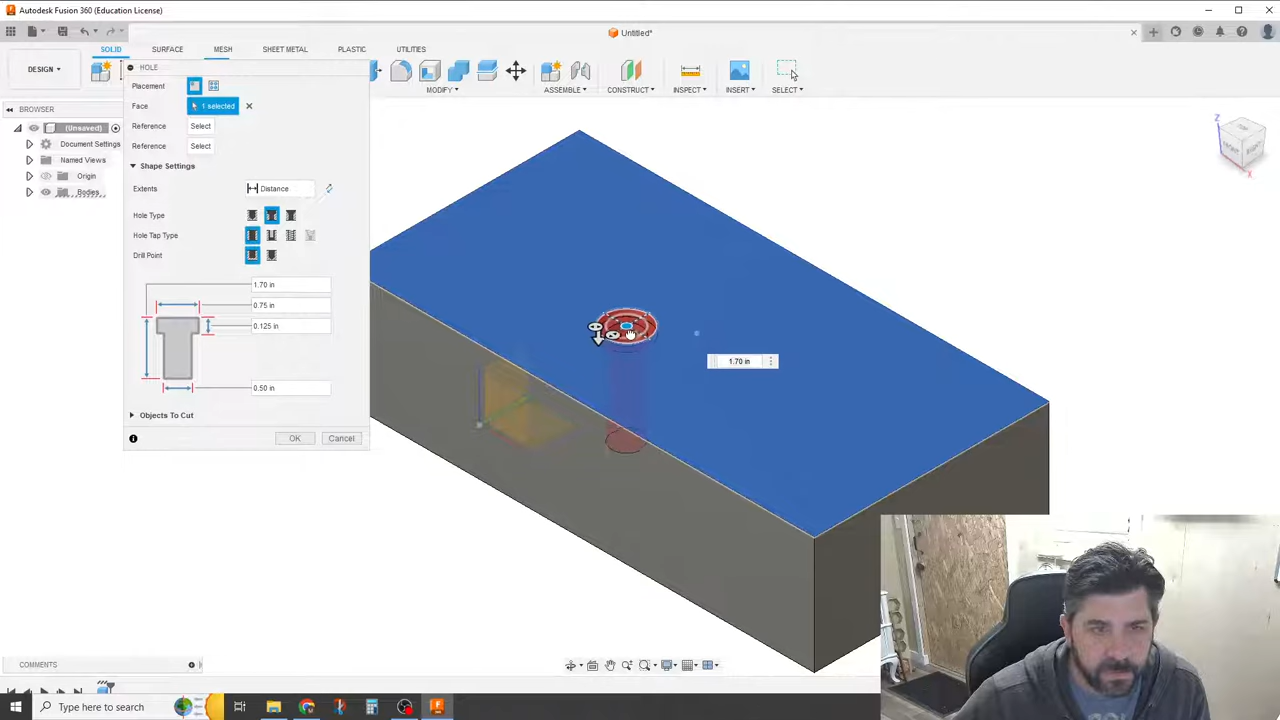 Autodesk Fusion 360 (Education License)
Untitled*
SOLID SURFACE MESH SHEET METAL PLASTIC UTILITIES
DESIGN
MODIFY ASSEMBLE CONSTRUCT INSPECT INSERT SELECT
BROWSER
(Unsaved)
Document Settings
Named Views
Origin
Bodies
HOLE
Placement
Face 1 selected
Reference Select
Reference Select
Shape Settings
Extents Distance
Hole Type
Hole Tap Type
Drill Point
1.70 in
0.75 in
0.125 in
0.50 in
Objects To Cut
OK Cancel
1.70 in
Z
TOP
FRONT
RIGHT
X
COMMENTS
Type here to search